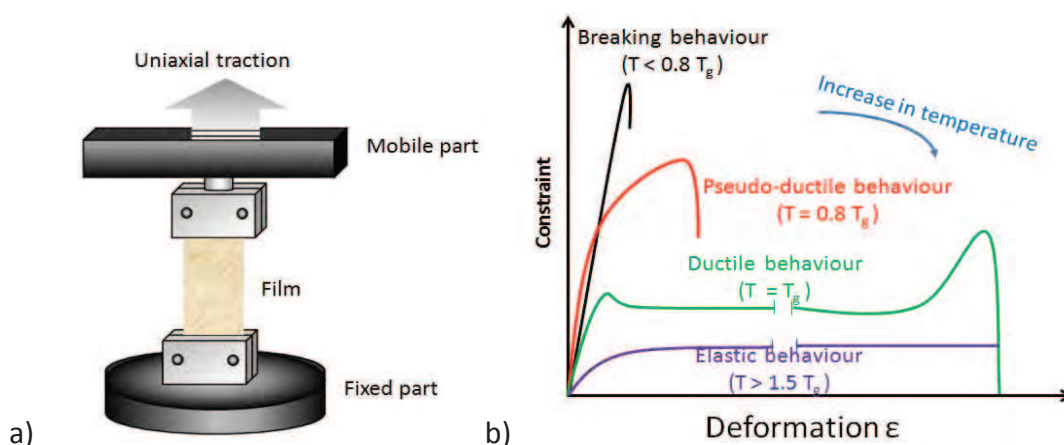 Uniaxial traction
Mobile part
Film
Fixed part
a)
Breaking behaviour
(T < 0.8 Tg)
Increase in temperature
Pseudo-ductile behaviour
(T = 0.8 Tg)
Ductile behaviour
(T = Tg)
Elastic behaviour
(T > 1.5 Tg)
Constraint
Deformation ε
b)